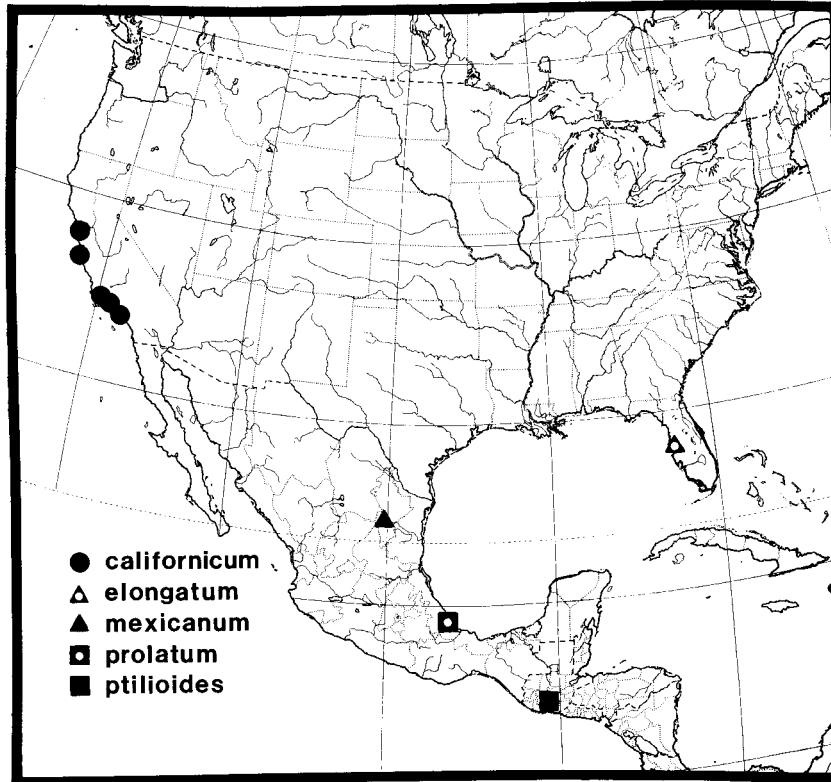 californicum
elongatum
mexicanum
prolatum
ptilioides